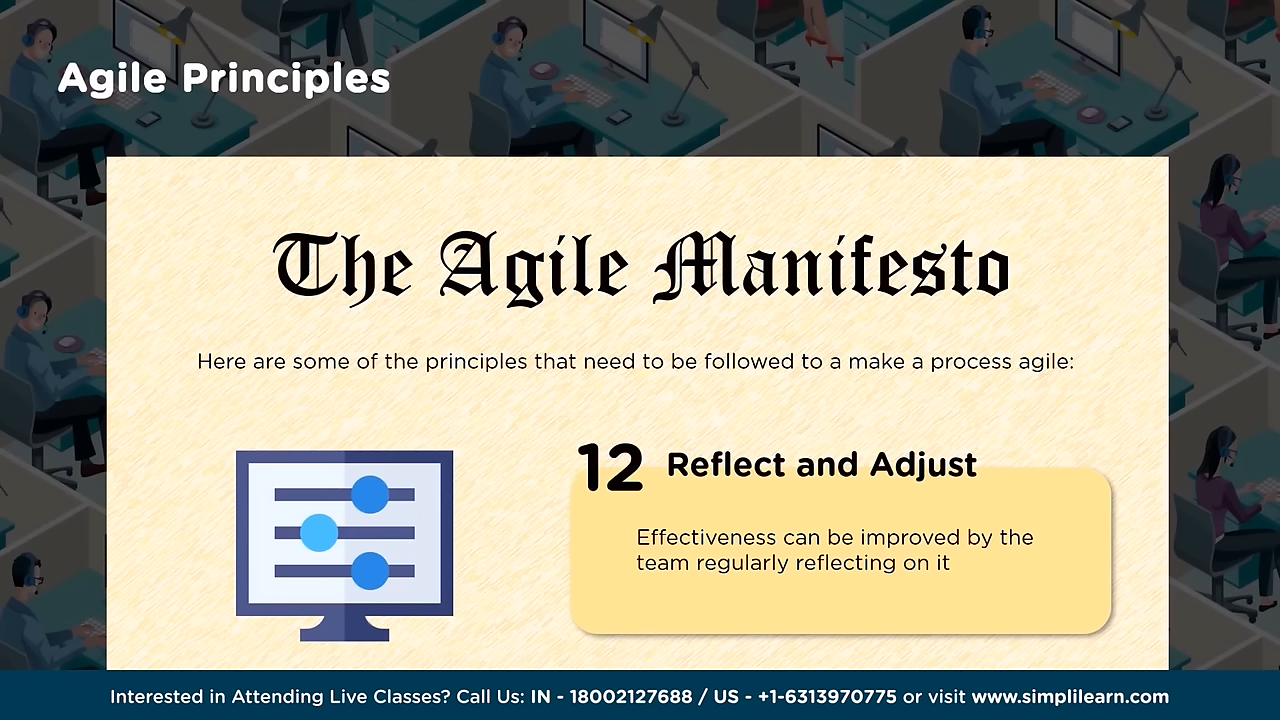 Agile Principles
The Agile Manifesto
Here are some of the principles that need to be followed to a make a process agile:
12 Reflect and Adjust
Effectiveness can be improved by the
team regularly reflecting on it
Interested in Attending Live Classes? Call Us: IN - 18002127688 / US - +1-6313970775 or visit www.simplilearn.com